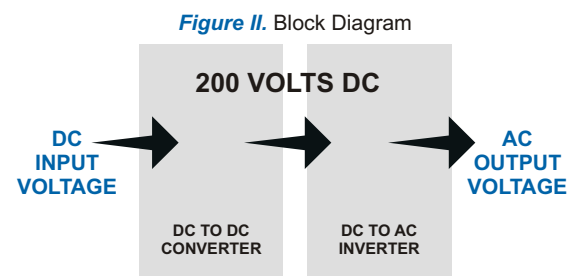 Figure II. Block Diagram
200 VOLTS DC
DC
INPUT
VOLTAGE
AC
OUTPUT
VOLTAGE
DC TO DC
CONVERTER
DC TO AC
INVERTER